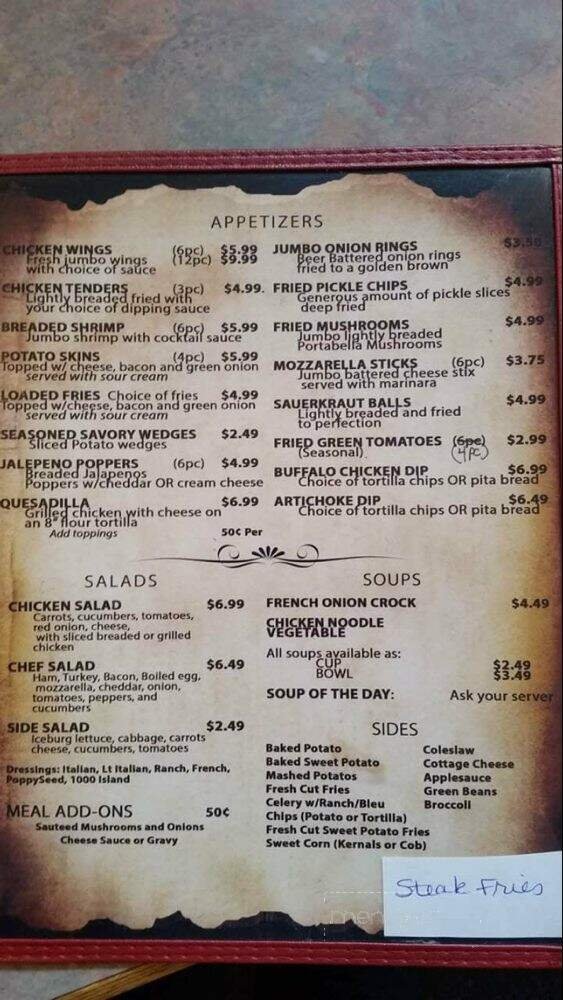 APPETIZERS
CHICKEN WINGS (6pc) $5.99
Fresh jumbo wings (12pc) $9.99
with choice of sauce
CHICKEN TENDERS (3pc) $4.99.
Lightly breaded fried with
your choice of dipping sauce
BREADED SHRIMP (6pc) $5.99
Jumbo shrimp with cocktail sauce
POTATO SKINS (4pc) $5.99
Topped w/ cheese, bacon and green onion
served with sour cream
LOADED FRIES Choice of fries $4.99
Topped w/cheese, bacon and green onion
served with sour cream
SEASONED SAVORY WEDGES $2.49
Sliced Potato wedges
JALEPENO POPPERS (6pc) $4.99
Breaded Jalapenos
Poppers w/cheddar OR cream cheese
QUESADILLA $6.99
Grilled chicken with cheese on
an 8" flour tortilla
Add toppings 50¢ Per
JUMBO ONION RINGS
Beer Battered onion rings
fried to a golden brown
FRIED PICKLE CHIPS $4.99
Generous amount of pickle slices
deep fried
FRIED MUSHROOMS $4.99
Jumbo lightly breaded
Portabella Mushrooms
MOZZARELLA STICKS (6pc) $3.75
Jumbo battered cheese stix
served with marinara
SAUERKRAUT BALLS $4.99
Lightly breaded and fried
to perfection
FRIED GREEN TOMATOES (6pc) $2.99
(Seasonal) (4pc)
BUFFALO CHICKEN DIP $6.99
Choice of tortilla chips OR pita bread
ARTICHOKE DIP $6.49
Choice of tortilla chips OR pita bread
SALADS
CHICKEN SALAD $6.99
Carrots, cucumbers, tomatoes,
red onion, cheese,
with sliced breaded or grilled
chicken
CHEF SALAD $6.49
Ham, Turkey, Bacon, Boiled egg,
mozzarella, cheddar, onion,
tomatoes, peppers, and
cucumbers
SIDE SALAD $2.49
Iceburg lettuce, cabbage, carrots
cheese, cucumbers, tomatoes
Dressings: Italian, Lt Italian, Ranch, French,
PoppySeed, 1000 Island
MEAL ADD-ONS 50¢
Sauteed Mushrooms and Onions
Cheese Sauce or Gravy
SOUPS
FRENCH ONION CROCK $4.49
CHICKEN NOODLE
VEGETABLE
All soups available as:
CUP $2.49
BOWL $3.49
SOUP OF THE DAY: Ask your server
SIDES
Baked Potato
Baked Sweet Potato
Mashed Potatos
Fresh Cut Fries
Celery w/Ranch/Bleu
Chips (Potato or Tortilla)
Fresh Cut Sweet Potato Fries
Sweet Corn (Kernals or Cob)
Coleslaw
Cottage Cheese
Applesauce
Green Beans
Broccoli
Steak Fries